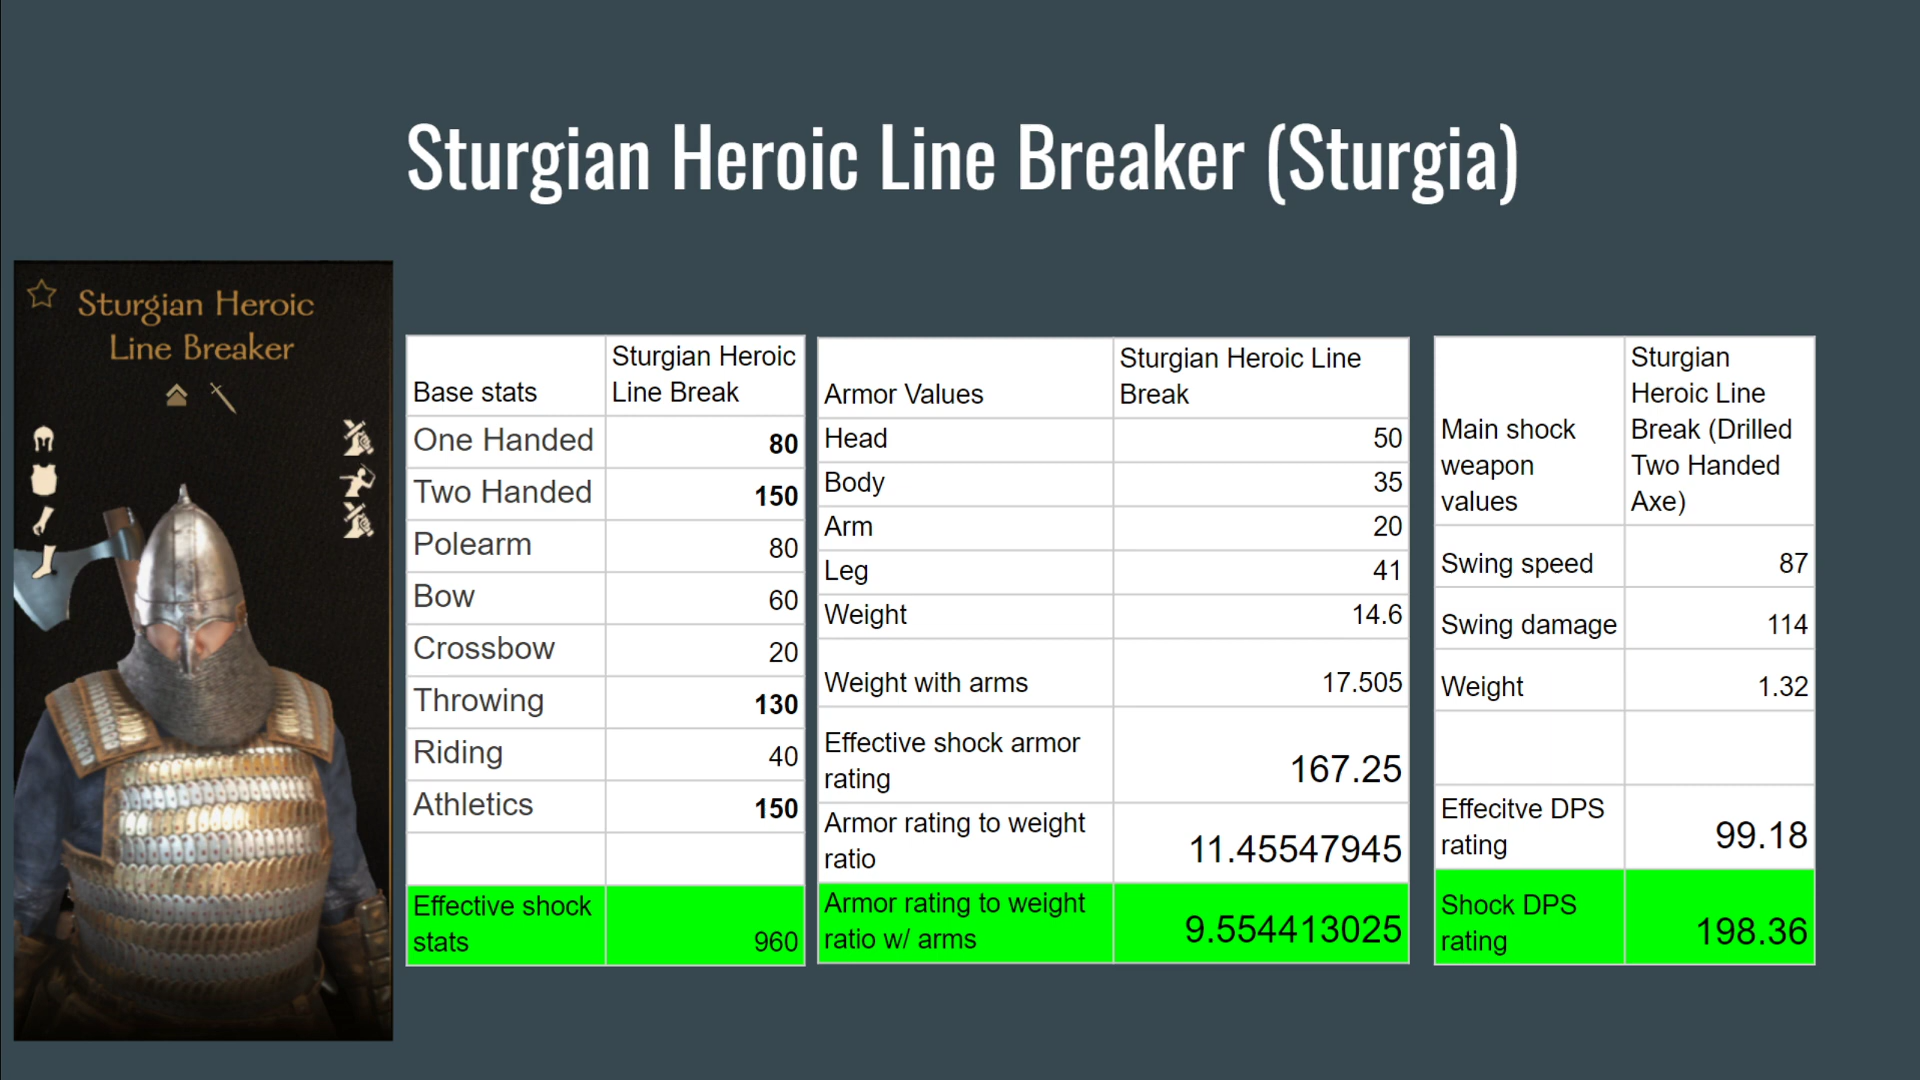 Sturgian Heroic Line Breaker (Sturgia)
Sturgian Heroic
Line Breaker
Base stats
Sturgian Heroic
Line Break
One Handed 80
Two Handed 150
Polearm 80
Bow 60
Crossbow 20
Throwing 130
Riding 40
Athletics 150
Effective shock
stats
960
Armor Values
Sturgian Heroic Line
Break
Head 50
Body 35
Arm 20
Leg 41
Weight 14.6
Weight with arms 17.505
Effective shock armor
rating
167.25
Armor rating to weight
ratio
11.45547945
Armor rating to weight
ratio w/ arms
9.554413025
Main shock
weapon
values
Sturgian
Heroic Line
Break (Drilled
Two Handed
Axe)
Swing speed 87
Swing damage 114
Weight 1.32
Effecitve DPS
rating
99.18
Shock DPS
rating
198.36